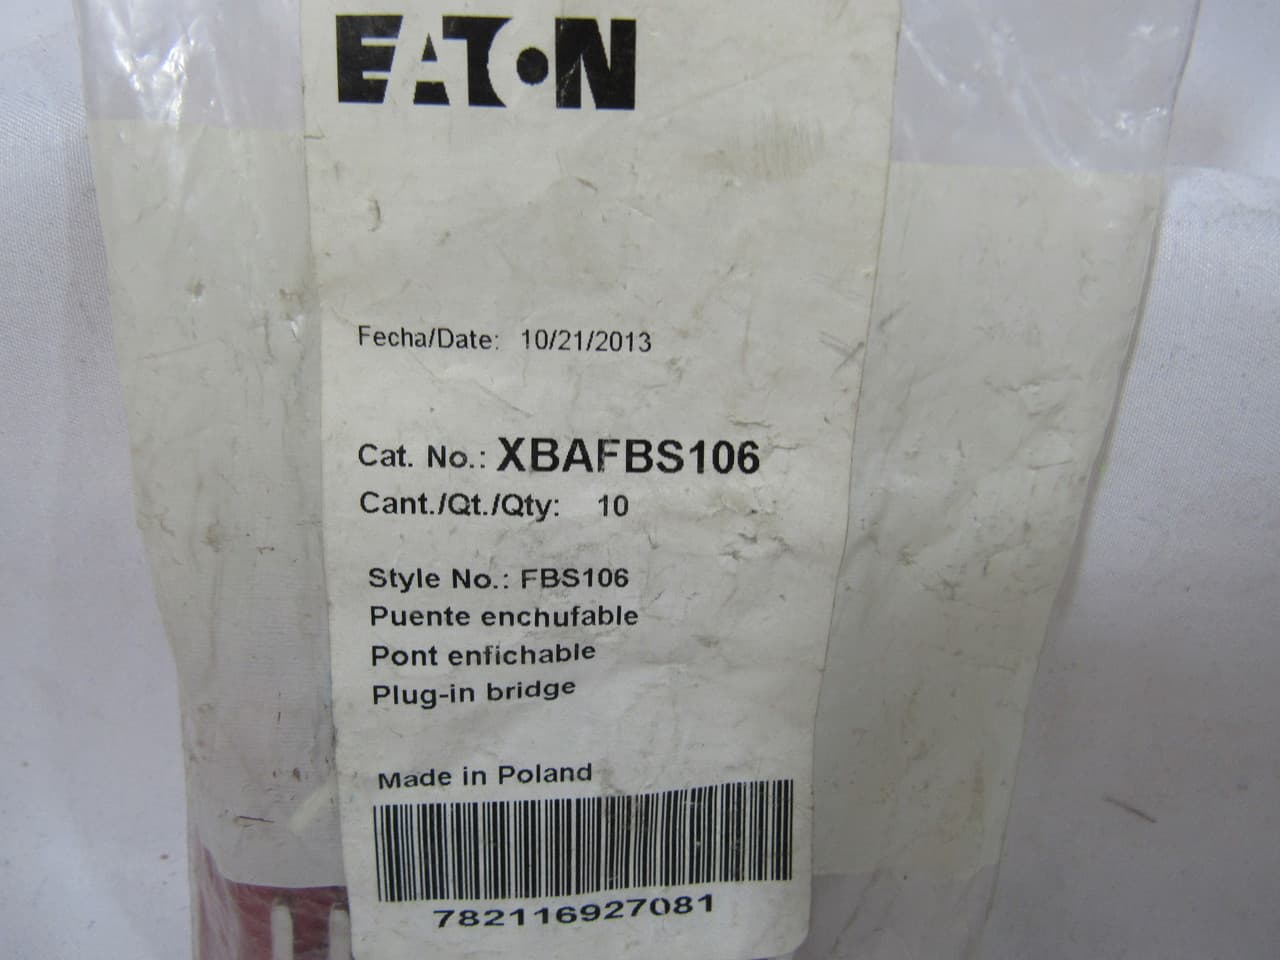 EATON
Fecha/Date: 10/21/2013
Cat. No.: XBAFBS106
Cant./Qt./Qty: 10
Style No.: FBS106
Puente enchufable
Pont enfichable
Plug-in bridge
Made in Poland
782116927081